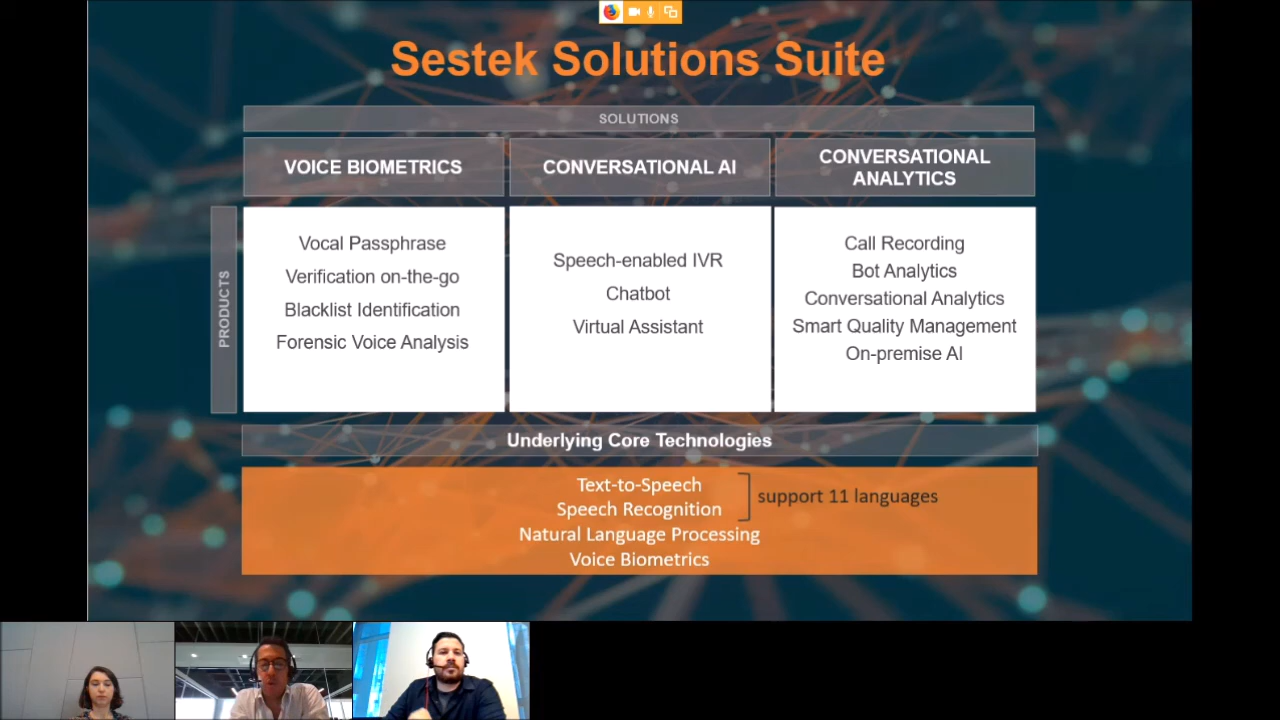 Sestek Solutions Suite
SOLUTIONS
VOICE BIOMETRICS
CONVERSATIONAL AI
CONVERSATIONAL
ANALYTICS
PRODUCTS
Vocal Passphrase
Verification on-the-go
Blacklist Identification
Forensic Voice Analysis
Speech-enabled IVR
Chatbot
Virtual Assistant
Call Recording
Bot Analytics
Conversational Analytics
Smart Quality Management
On-premise AI
Underlying Core Technologies
Text-to-Speech
Speech Recognition
support 11 languages
Natural Language Processing
Voice Biometrics